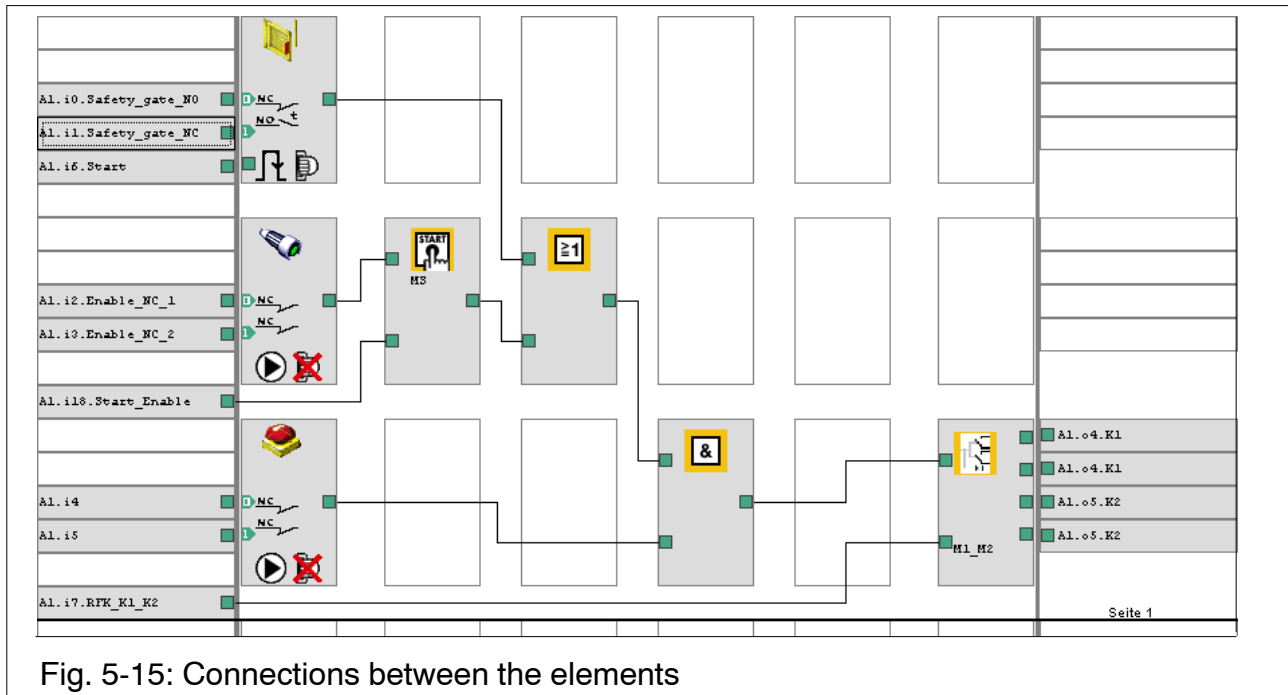 A1.i0.Safety_gate_NO
NC
NO
t
A1.i1.Safety_gate_NC
A1.i6.Start
START
≧1
M3
A1.i2.Enable_NC_1
NC
A1.i3.Enable_NC_2
NC
A1.i18.Start_Enable
&
A1.o4.K1
A1.o4.K1
A1.i4
NC
A1.o5.K2
A1.i5
NC
A1.o5.K2
M1_M2
A1.i7.RFK_K1_K2
Seite 1
Fig. 5-15: Connections between the elements